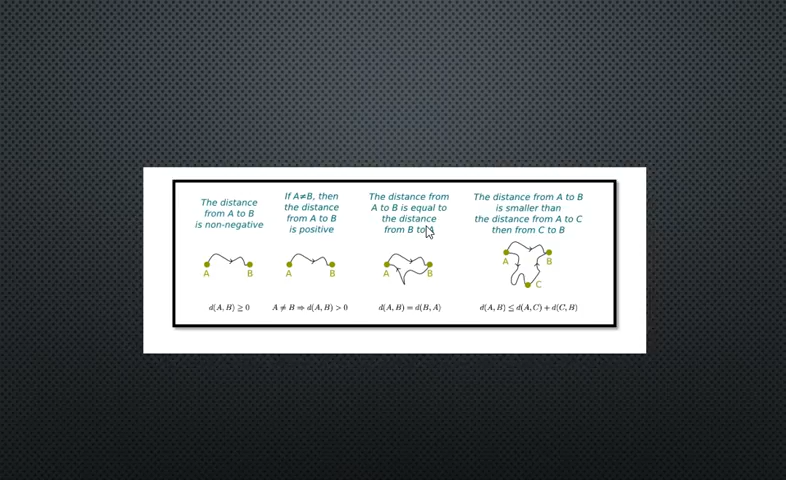 The distance
from A to B
is non-negative
If A≠B, then
the distance
from A to B
is positive
The distance from
A to B is equal to
the distance
from B to A
The distance from A to B
is smaller than
the distance from A to C
then from C to B
A B
A B
A B
A B
C
d(A, B) ≥ 0
A ≠ B ⇒ d(A, B) > 0
d(A, B) = d(B, A)
d(A, B) ≤ d(A, C) + d(C, B)